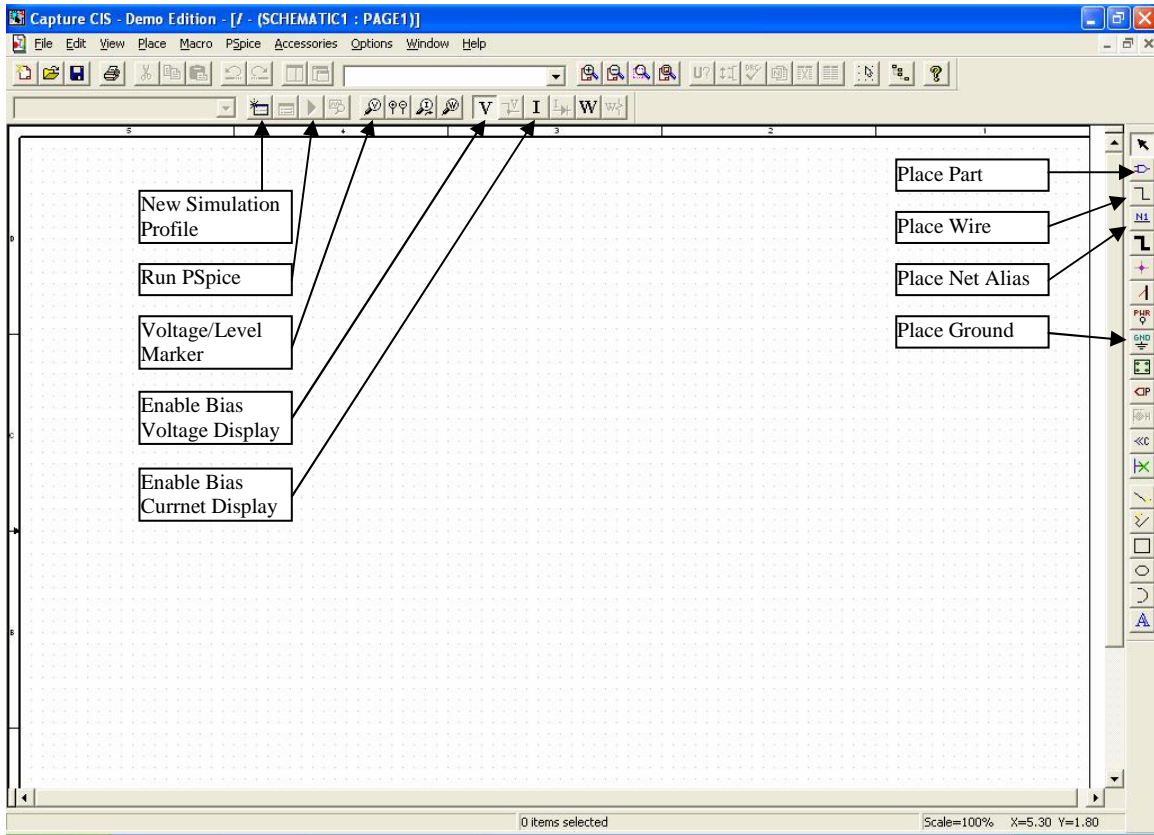 Capture CIS - Demo Edition - [/ - (SCHEMATIC1 : PAGE1)]
File Edit View Place Macro PSpice Accessories Options Window Help
U?
V I W
5 4 3 2 1
New Simulation
Profile
Run PSpice
Voltage/Level
Marker
Enable Bias
Voltage Display
Enable Bias
Currnet Display
Place Part
Place Wire
Place Net Alias
Place Ground
N1
PWR
GND
D
C
B
0 items selected
Scale=100% X=5.30 Y=1.80